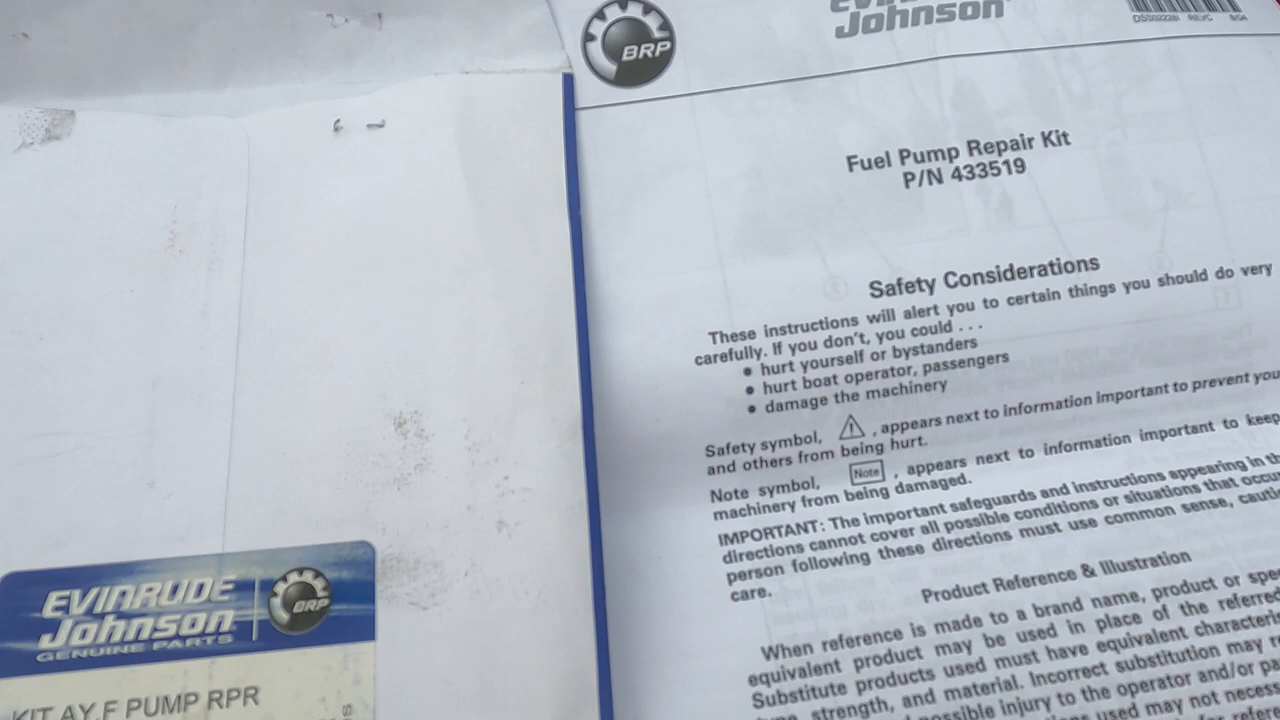 EVINRUDE
Johnson
GENUINE PARTS
BRP
KIT AY,F PUMP RPR
BRP
EVINRUDE
Johnson
Fuel Pump Repair Kit
P/N 433519
Safety Considerations
These instructions will alert you to certain things you should do very
carefully. If you don't, you could . . .
• hurt yourself or bystanders
• hurt boat operator, passengers
• damage the machinery
Safety symbol, ⚠, appears next to information important to prevent you
and others from being hurt.
Note symbol, Note, appears next to information important to keep
machinery from being damaged.
IMPORTANT: The important safeguards and instructions appearing in
directions cannot cover all possible conditions or situations that
person following these directions must use common sense,
care.
Product Reference & Illustration
When reference is made to a brand name, product or
equivalent product may be used in place of the
Substitute products used must have equivalent
strength, and material. Incorrect substitution may
possible injury to the operator and/or
used may not